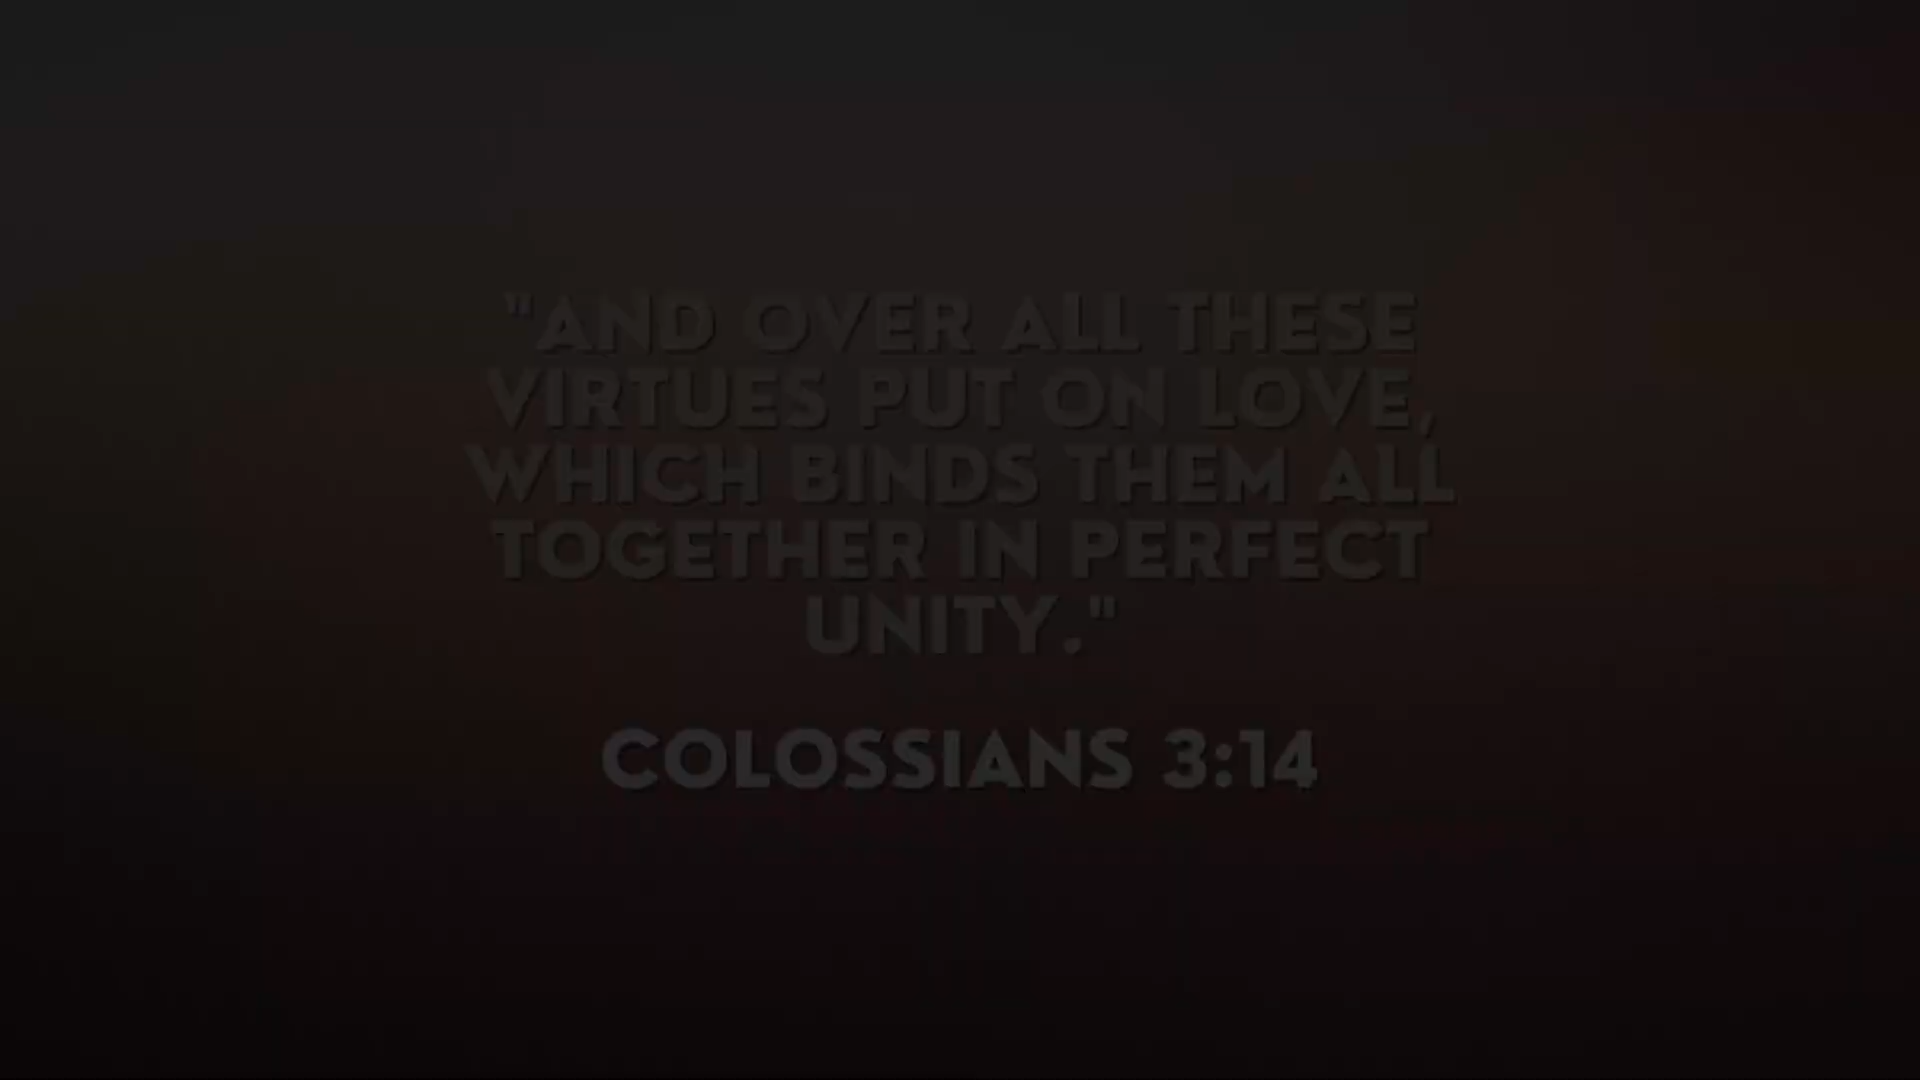 "AND OVER ALL THESE
VIRTUES PUT ON LOVE,
WHICH BINDS THEM ALL
TOGETHER IN PERFECT
UNITY."
COLOSSIANS 3:14